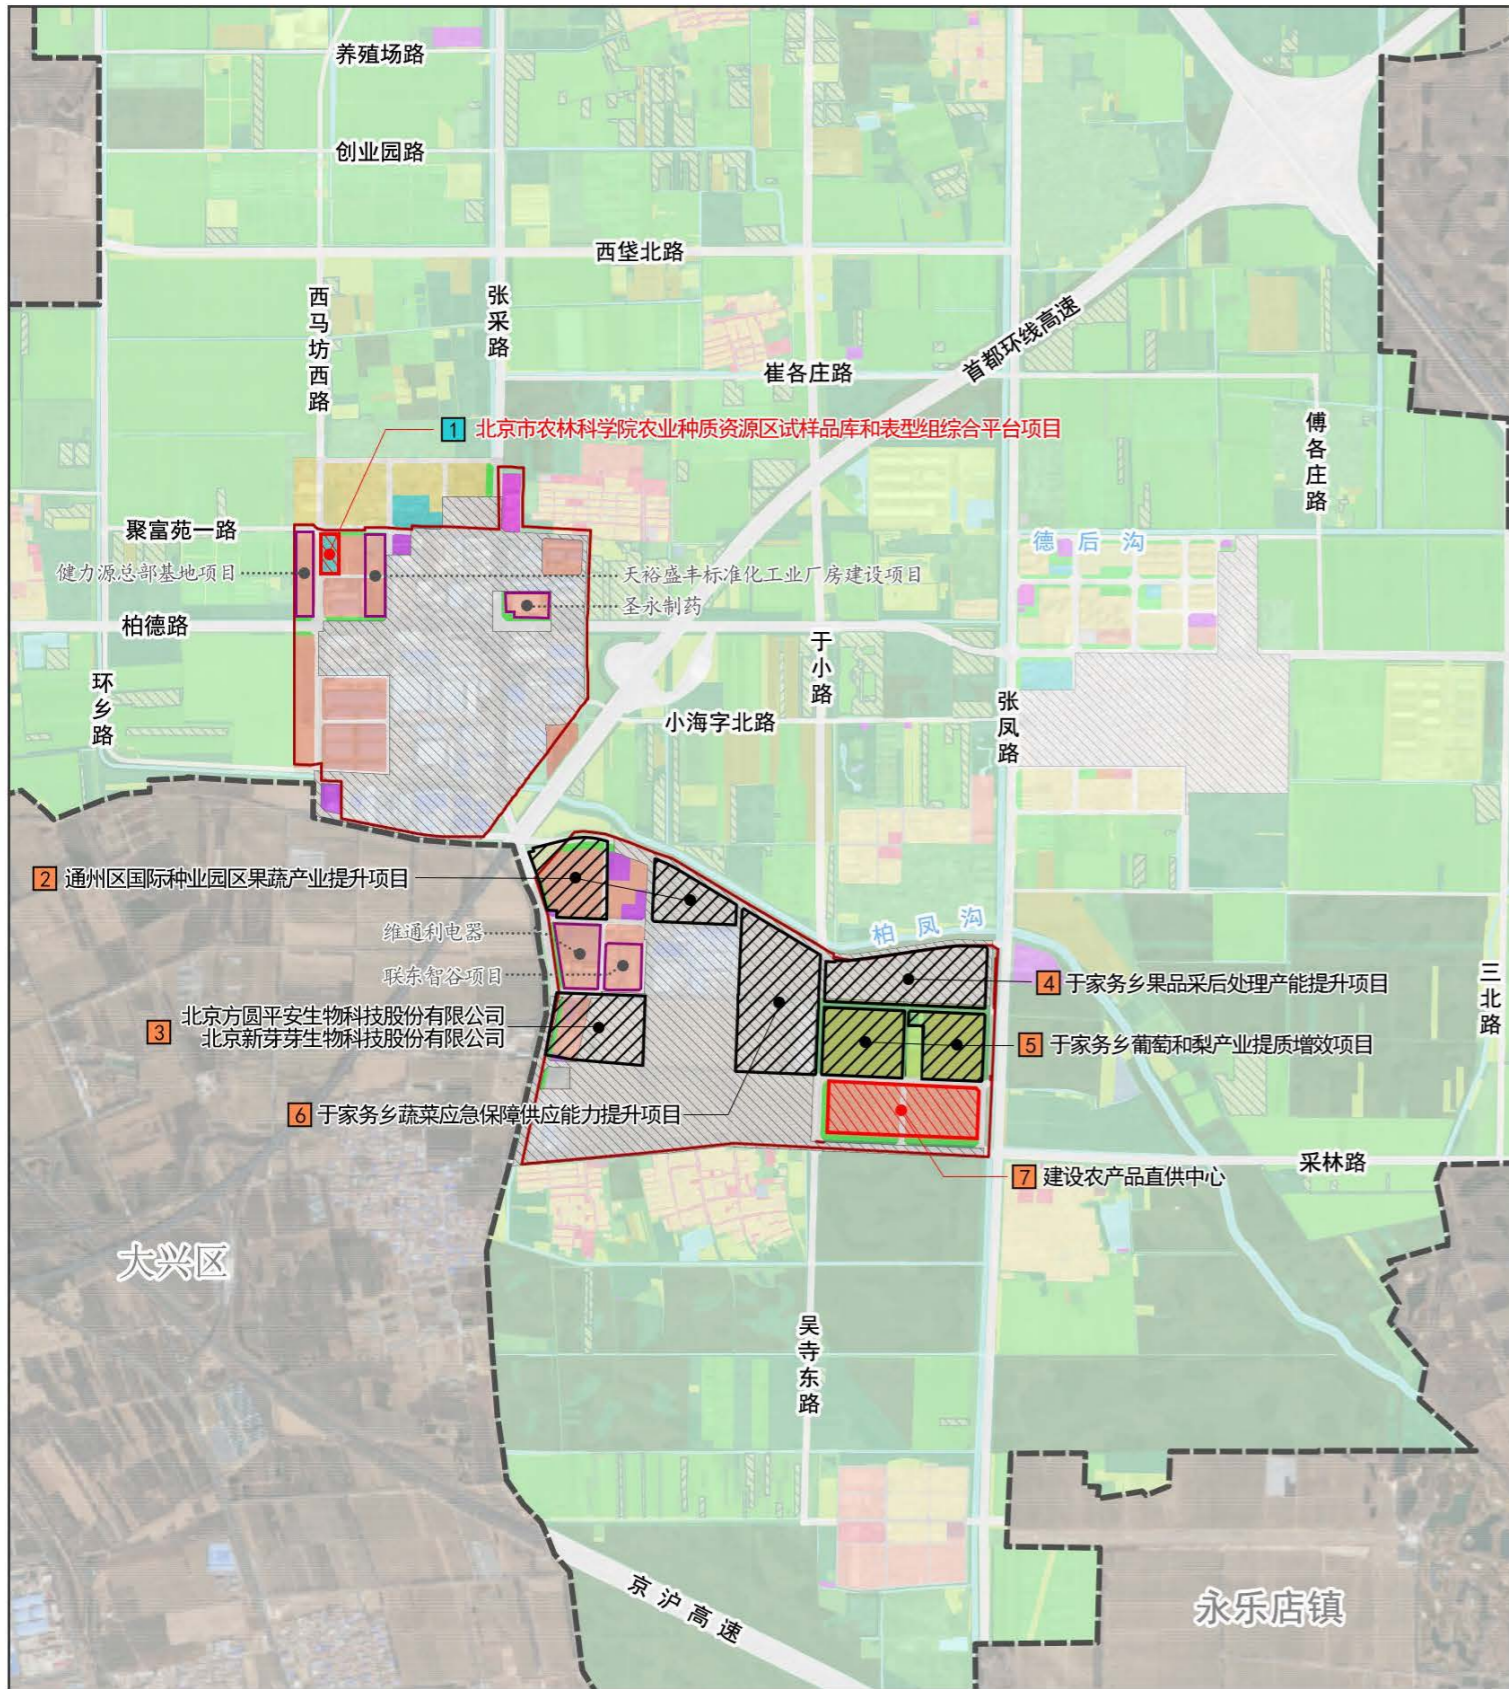 养殖场路
创业园路
西垡北路
西马坊西路
张采路
首都环线高速
崔各庄路
傅各庄路
1 北京市农林科学院农业种质资源区试样品库和表型组综合平台项目
聚富苑一路
德后沟
健力源总部基地项目
天裕盛丰标准化工业厂房建设项目
圣永制药
柏德路
于小路
环乡路
小海字北路
张凤路
2 通州区国际种业园区果蔬产业提升项目
柏凤沟
维通利电器
联东智谷项目
4 于家务乡果品采后处理产能提升项目
三北路
3 北京方圆平安生物科技股份有限公司
北京新芽芽生物科技股份有限公司
5 于家务乡葡萄和梨产业提质增效项目
6 于家务乡蔬菜应急保障供应能力提升项目
采林路
7 建设农产品直供中心
大兴区
吴寺东路
京沪高速
永乐店镇